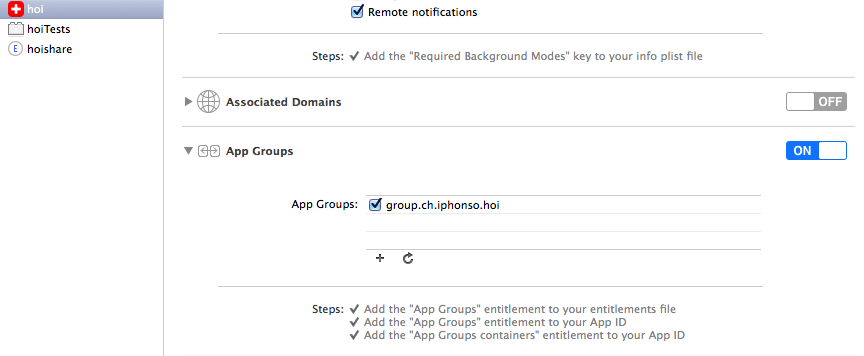 hoi
hoiTests
E hoishare
Remote notifications
Steps: ✔ Add the "Required Background Modes" key to your info plist file
Associated Domains OFF
App Groups ON
App Groups: group.ch.iphonso.hoi
Steps: ✔ Add the "App Groups" entitlement to your entitlements file
✔ Add the "App Groups" entitlement to your App ID
✔ Add the "App Groups containers" entitlement to your App ID